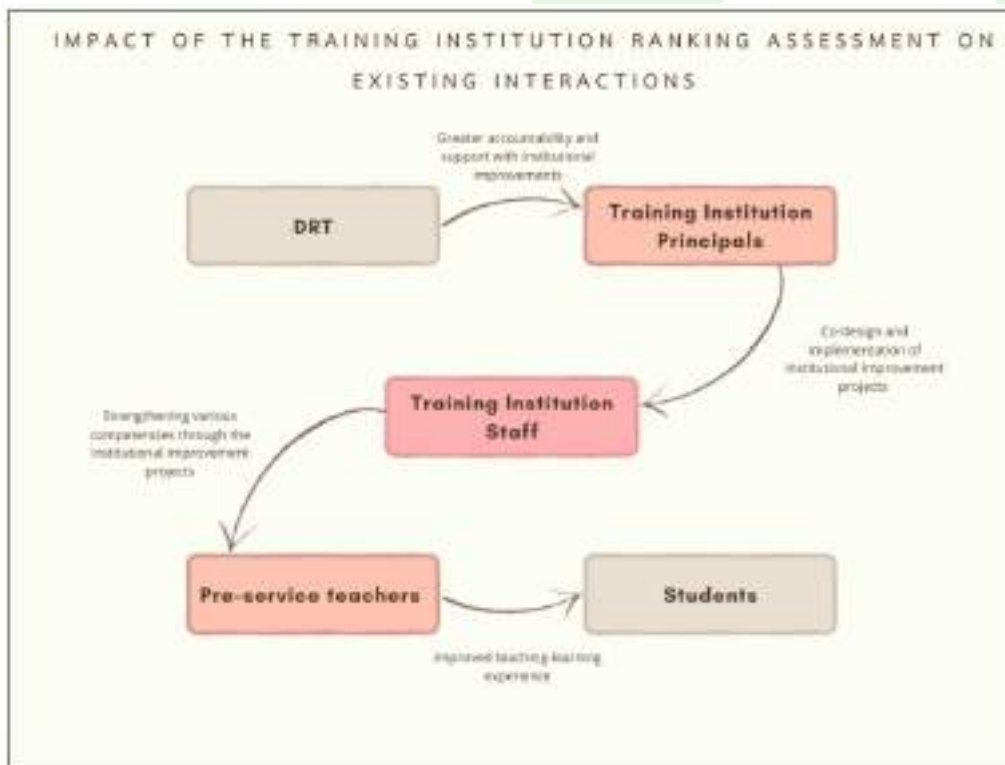 IMPACT OF THE TRAINING INSTITUTION RANKING ASSESSMENT ON
EXISTING INTERACTIONS
Greater accountability and
support with institutional
improvements
DRT
Training Institution
Principals
Co-design and
implementation of
institutional improvement
projects
Training Institution
Staff
Strengthening various
through the
institutional improvement
projects
Pre-service teachers
Students
Improved teaching-learning
experience